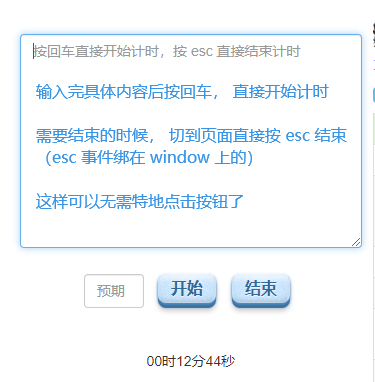 按回车直接开始计时，按 esc 直接结束计时
输入完具体内容后按回车， 直接开始计时
需要结束的时候， 切到页面直接按 esc 结束
（esc 事件绑在 window 上的）
这样可以无需特地点击按钮了
预期 开始 结束
00时12分44秒